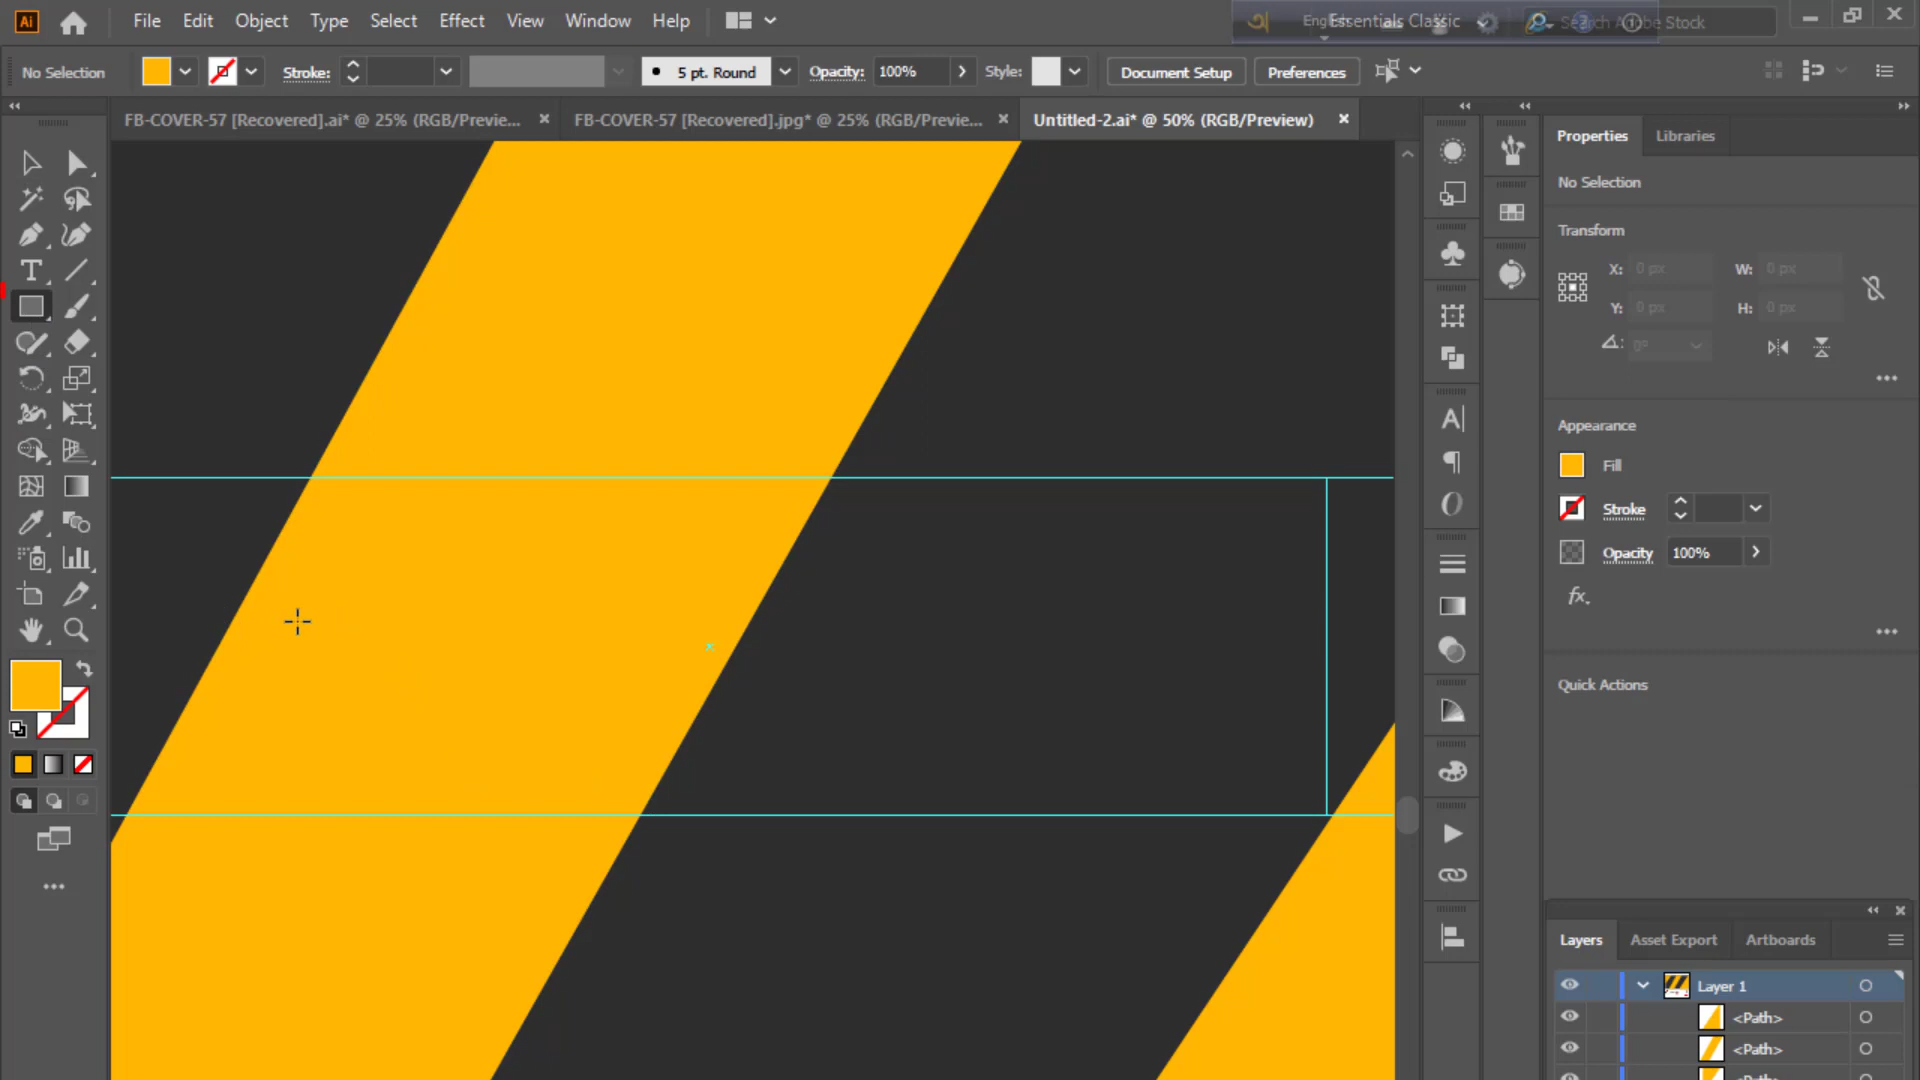 Ai File Edit Object Type Select Effect View Window Help
অ English Essentials Classic Search Adobe Stock
No Selection Stroke: 5 pt. Round Opacity: 100% Style: Document Setup Preferences
FB-COVER-57 [Recovered].ai* @ 25% (RGB/Previe... × FB-COVER-57 [Recovered].jpg* @ 25% (RGB/Previe... × Untitled-2.ai* @ 50% (RGB/Preview) ×
Properties Libraries
No Selection
Transform
X: 0 px W: 0 px
Y: 0 px H: 0 px
0°
Appearance
Fill
Stroke
Opacity 100%
fx.
Quick Actions
Layers Asset Export Artboards
Layer 1
<Path>
<Path>